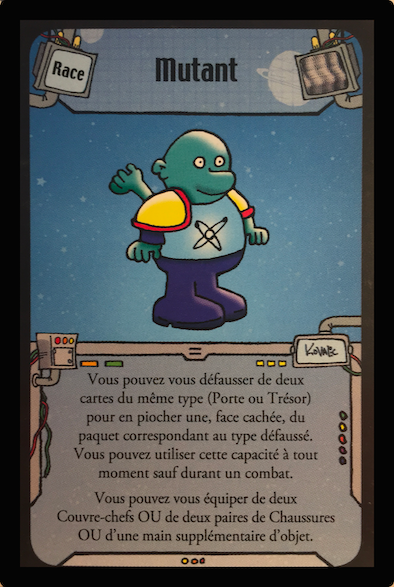 Race
Mutant
KOVALIC
Vous pouvez vous défausser de deux
cartes du même type (Porte ou Trésor)
pour en piocher une, face cachée, du
paquet correspondant au type défaussé.
Vous pouvez utiliser cette capacité à tout
moment sauf durant un combat.
Vous pouvez vous équiper de deux
Couvre-chefs OU de deux paires de Chaussures
OU d'une main supplémentaire d'objet.